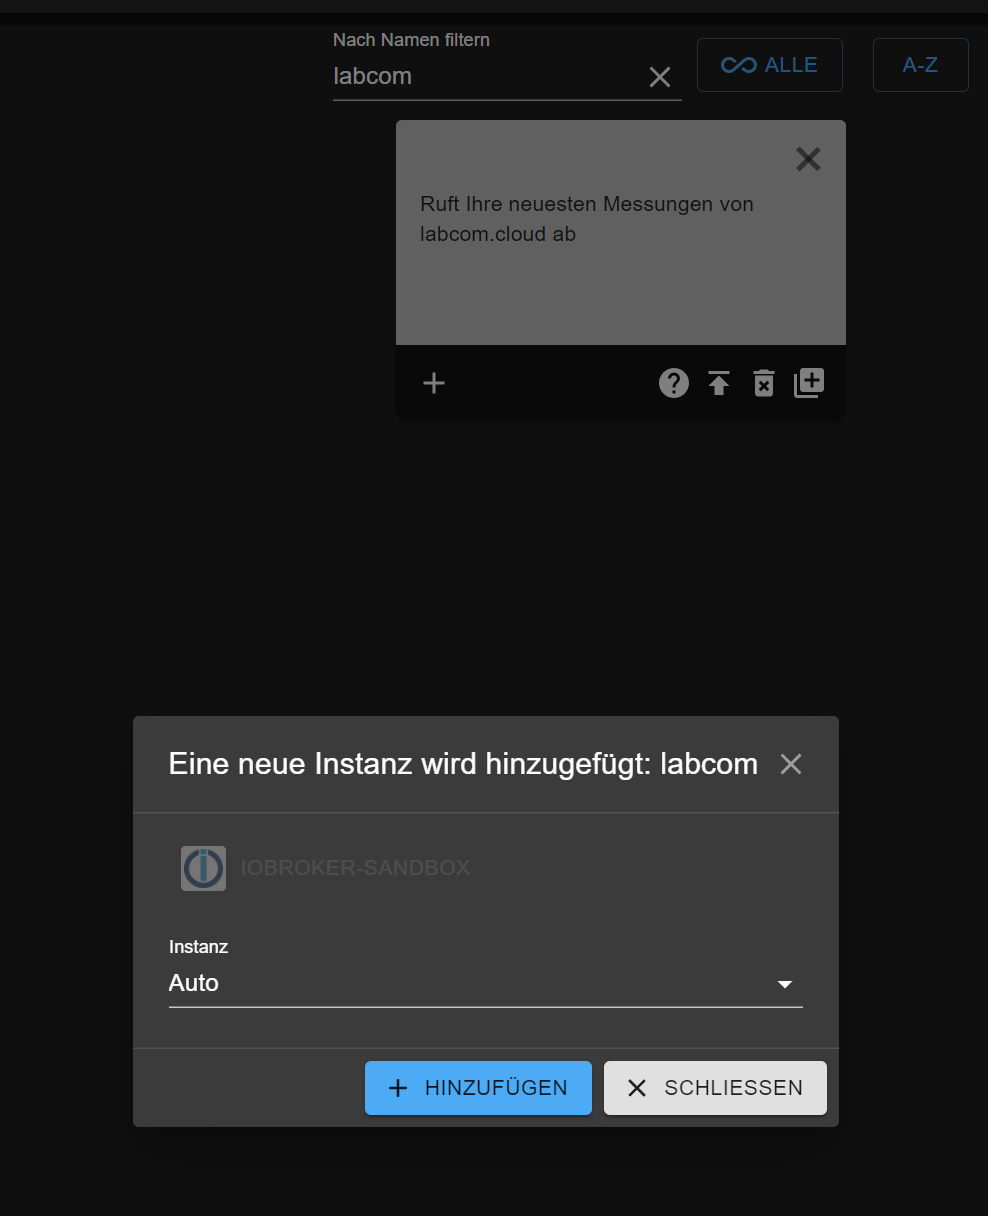 Nach Namen filtern
labcom
ALLE
A-Z
Ruft Ihre neuesten Messungen von
labcom.cloud ab
Eine neue Instanz wird hinzugefügt: labcom
IOBROKER-SANDBOX
Instanz
Auto
HINZUFÜGEN
SCHLIESSEN